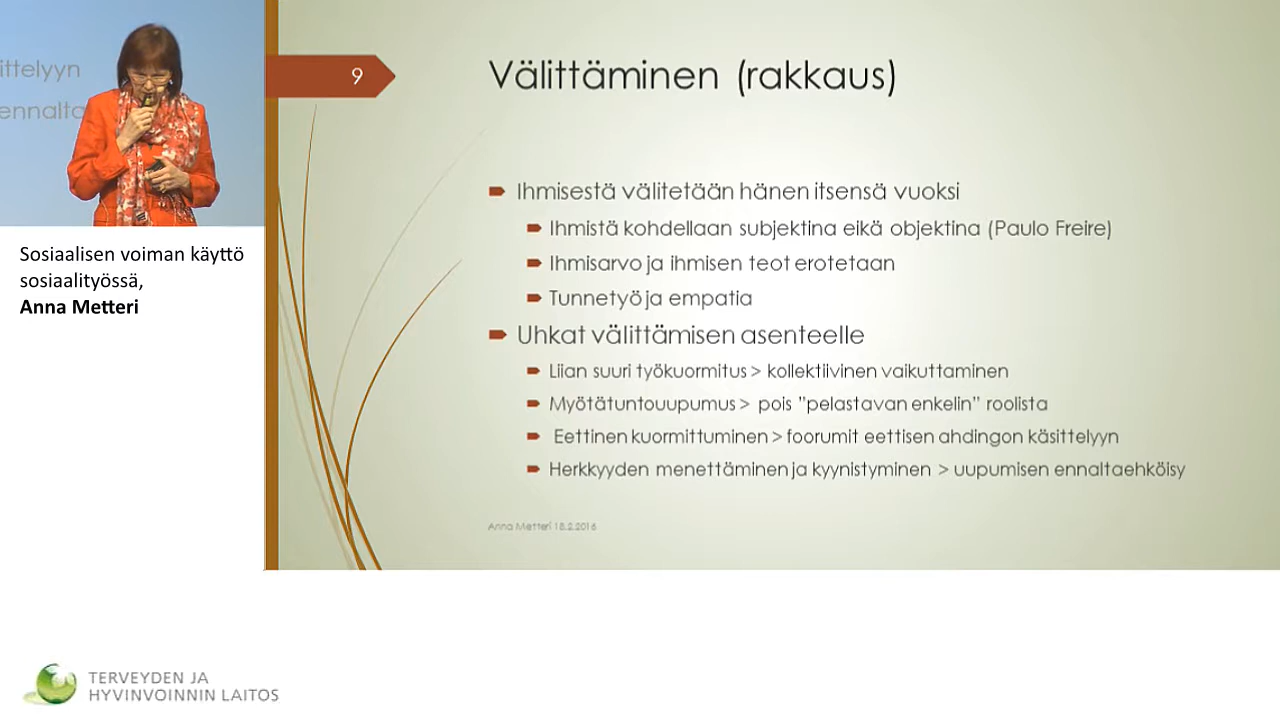 ittelyyn
ennalta
Sosiaalisen voiman käyttö
sosiaalityössä,
Anna Metteri
9
Välittäminen (rakkaus)
Ihmisestä välitetään hänen itsensä vuoksi
Ihmistä kohdellaan subjektina eikä objektina (Paulo Freire)
Ihmisarvo ja ihmisen teot erotetaan
Tunnetyö ja empatia
Uhkat välittämisen asenteelle
Liian suuri työkuormitus > kollektiivinen vaikuttaminen
Myötätuntouupumus > pois ”pelastavan enkelin” roolista
Eettinen kuormittuminen > foorumit eettisen ahdingon käsittelyyn
Herkkyyden menettäminen ja kyynistyminen > uupumisen ennaltaehköisy
Anna Metteri 18.2.2016
TERVEYDEN JA
HYVINVOINNIN LAITOS